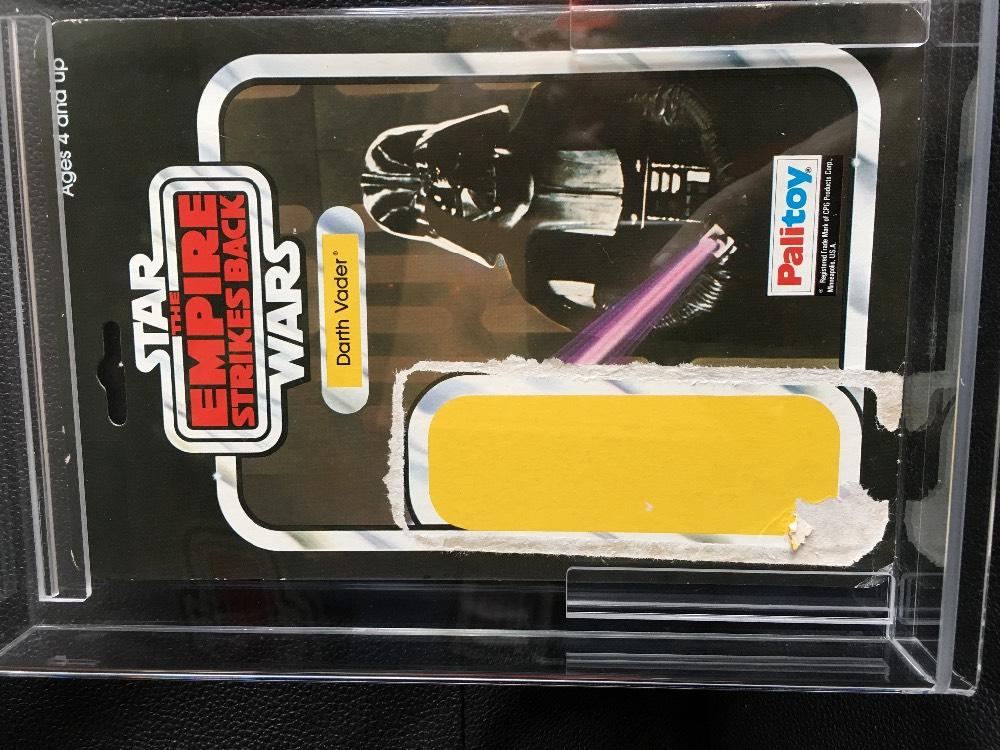 Ages 4 and up
STAR
THE
EMPIRE
STRIKES BACK
WARS
Darth Vader®
Palitoy®
® Registered Trade Mark of CPG Products Corp.,
Minneapolis, U.S.A.